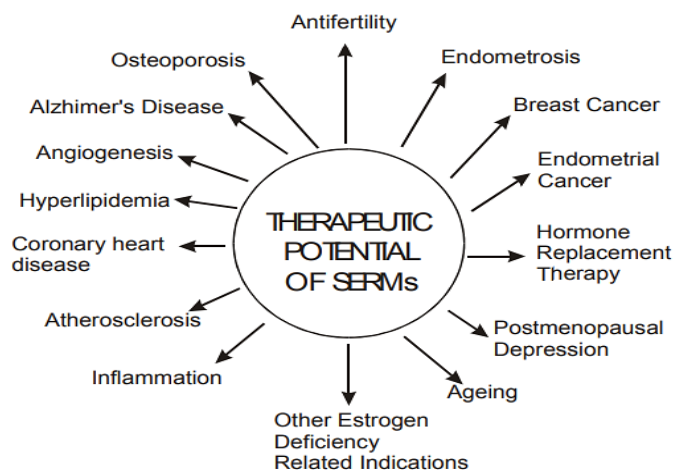 Antifertility
Endometrosis
Breast Cancer
Endometrial
Cancer
Hormone
Replacement
Therapy
Postmenopausal
Depression
Ageing
Other Estrogen
Deficiency
Related Indications
Inflammation
Atherosclerosis
Coronary heart
disease
Hyperlipidemia
Angiogenesis
Alzhimer's Disease
Osteoporosis
THERAPEUTIC
POTENTIAL
OF SERMs